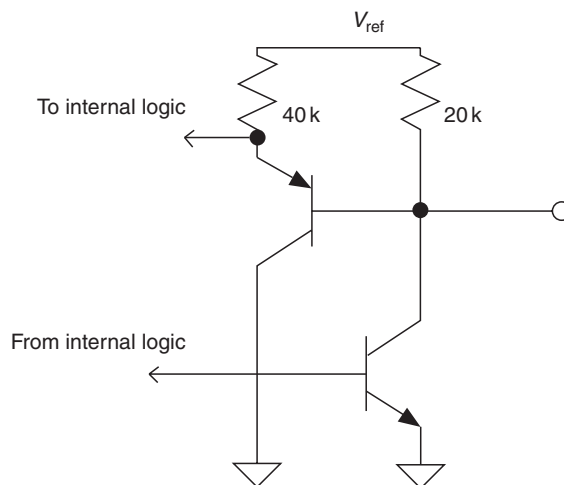 V_ref
To internal logic
40 k
20 k
From internal logic